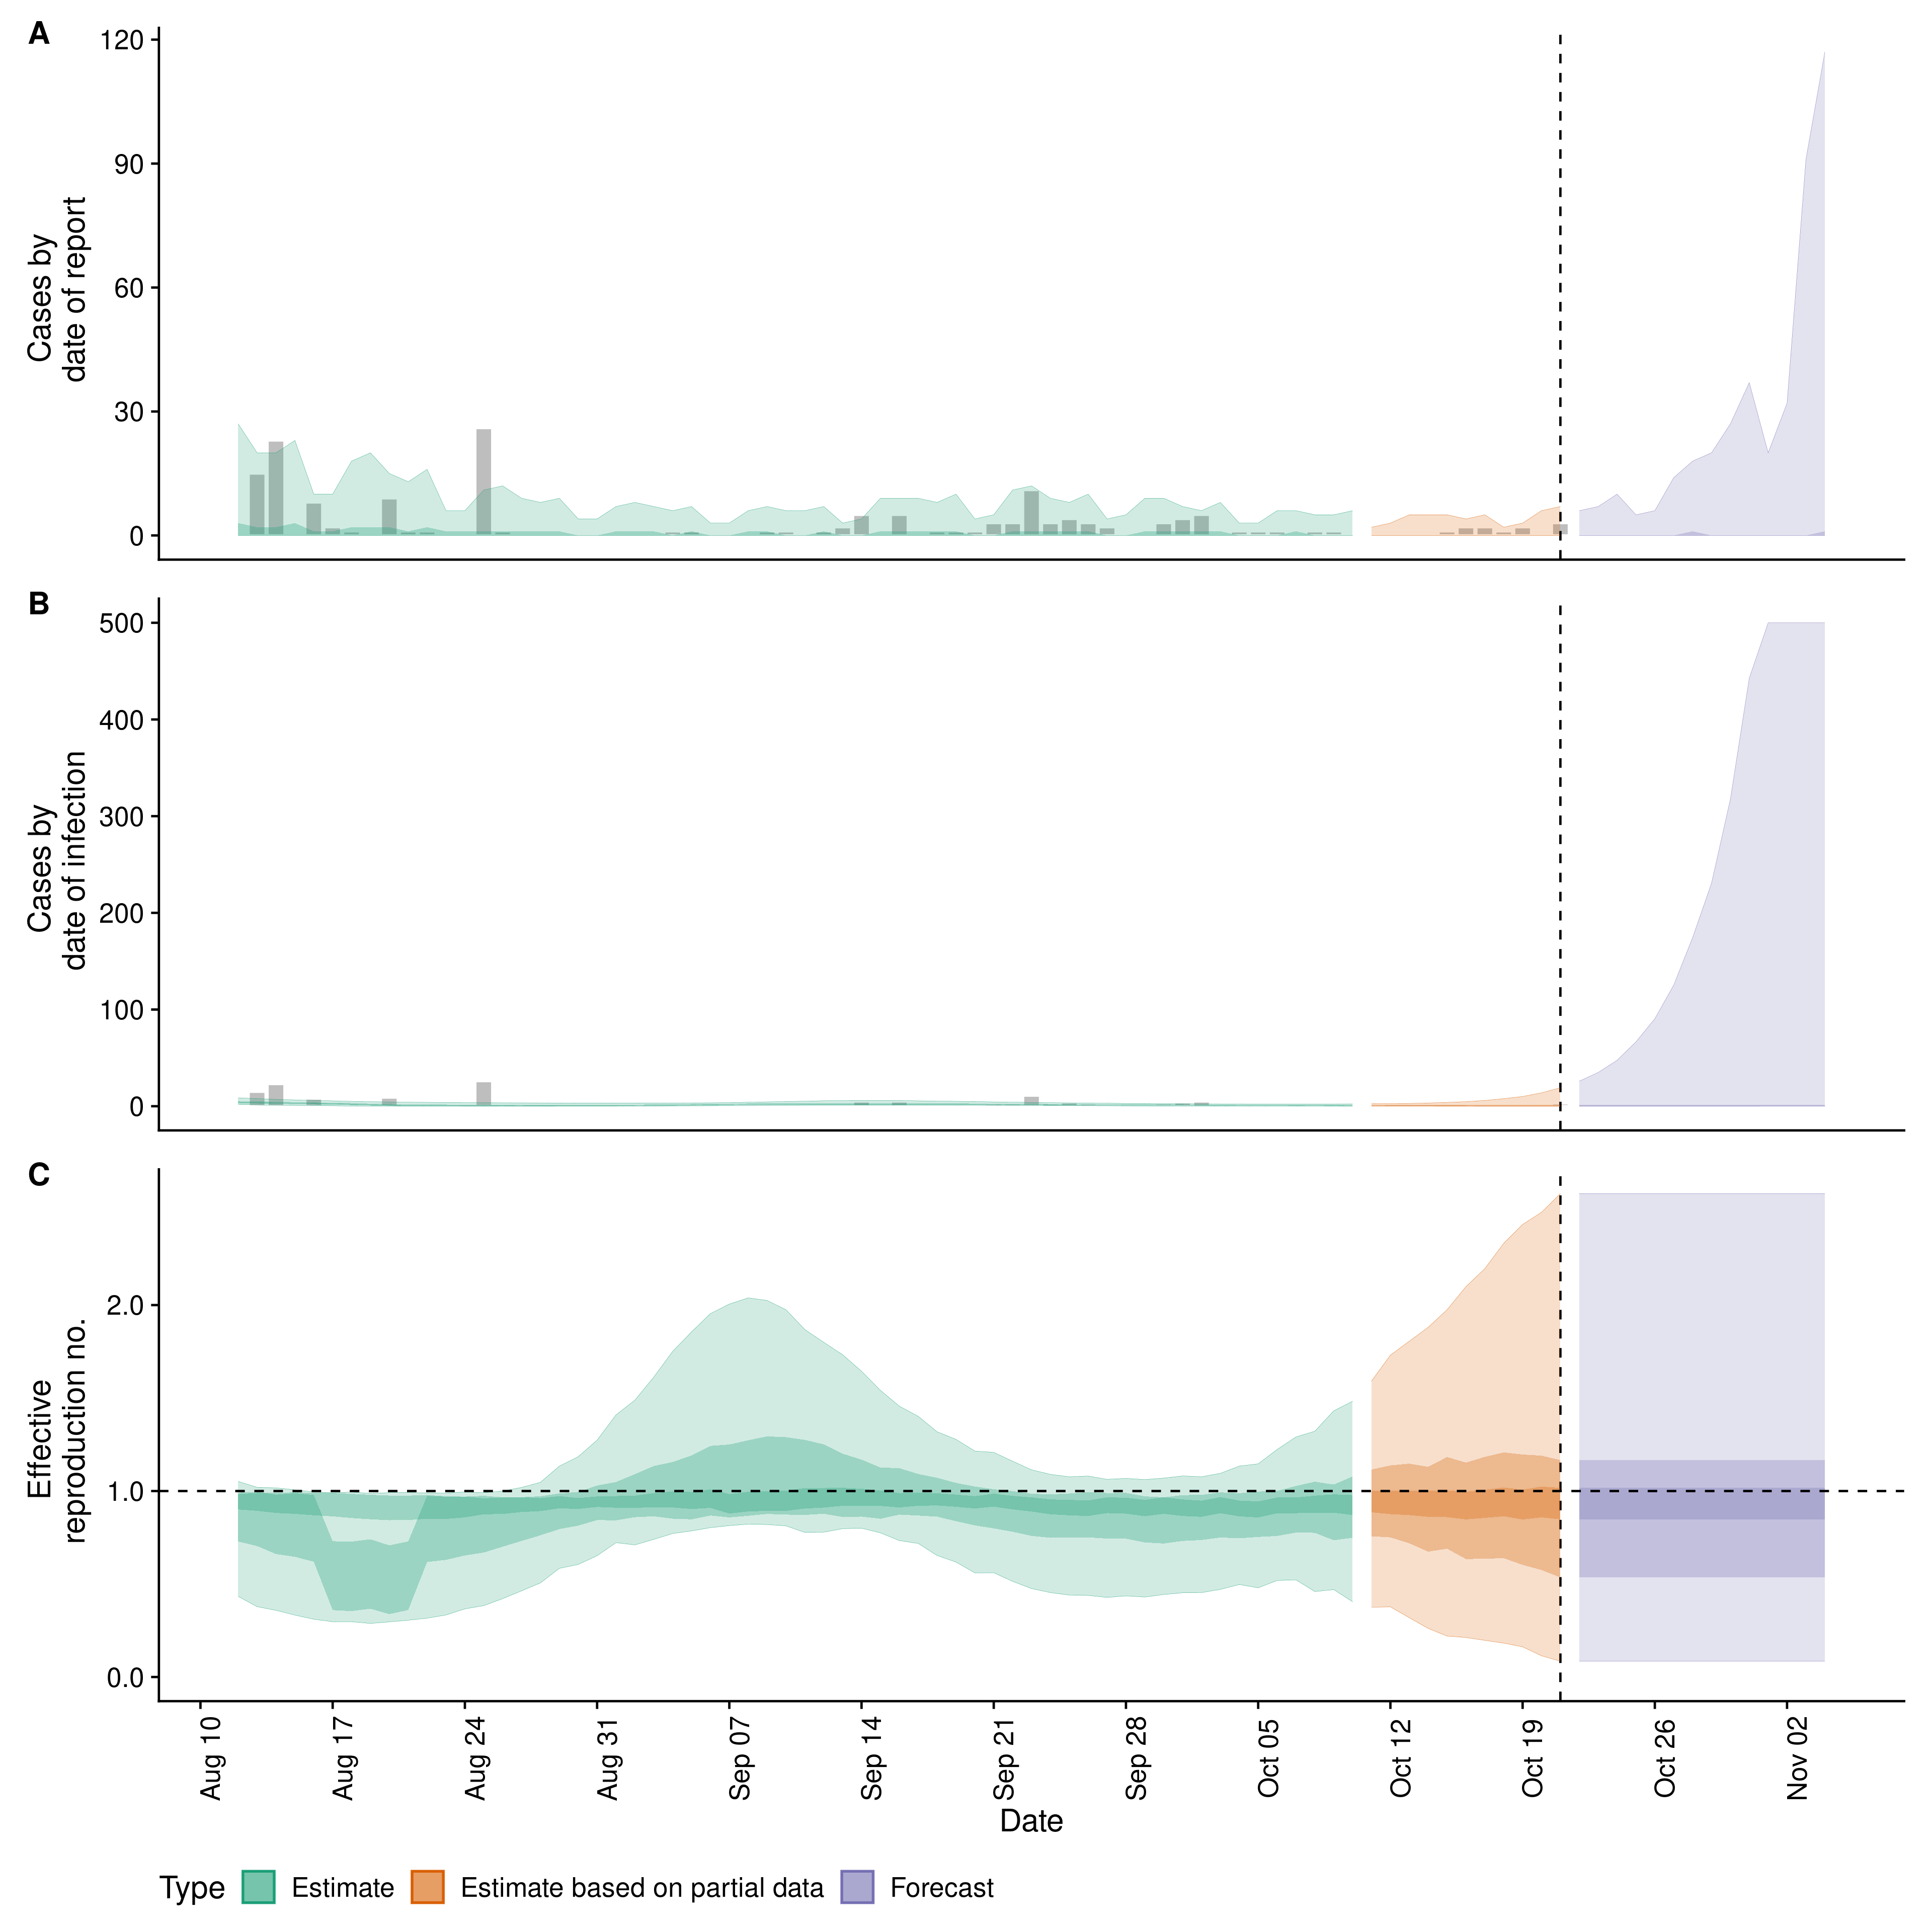 A
Cases by
date of report
120
90
60
30
0
B
Cases by
date of infection
500
400
300
200
100
0
C
Effective
reproduction no.
2.0
1.0
0.0
Aug 10
Aug 17
Aug 24
Aug 31
Sep 07
Sep 14
Sep 21
Sep 28
Oct 05
Oct 12
Oct 19
Oct 26
Nov 02
Date
Type Estimate Estimate based on partial data Forecast